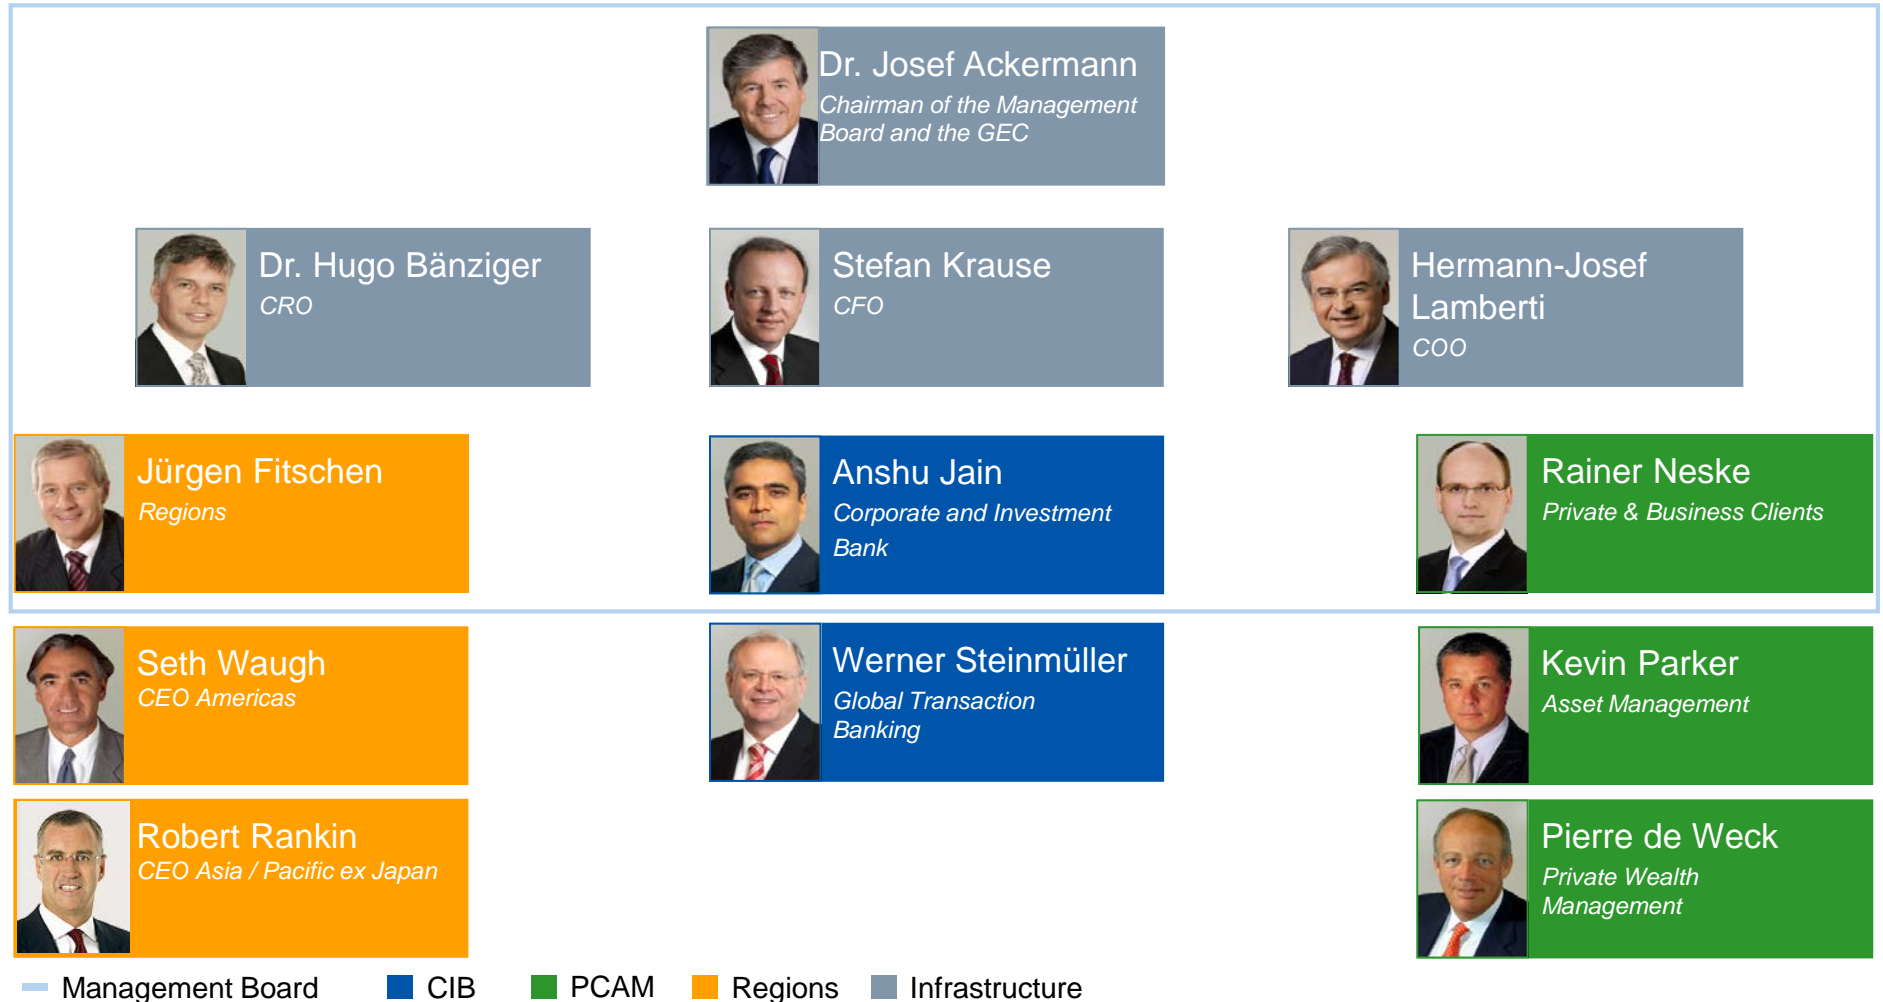 Dr. Josef Ackermann
Chairman of the Management
Board and the GEC
Dr. Hugo Bänziger
CRO
Stefan Krause
CFO
Hermann-Josef
Lamberti
COO
Jürgen Fitschen
Regions
Anshu Jain
Corporate and Investment
Bank
Rainer Neske
Private & Business Clients
Seth Waugh
CEO Americas
Werner Steinmüller
Global Transaction
Banking
Kevin Parker
Asset Management
Robert Rankin
CEO Asia / Pacific ex Japan
Pierre de Weck
Private Wealth
Management
Management Board CIB PCAM Regions Infrastructure